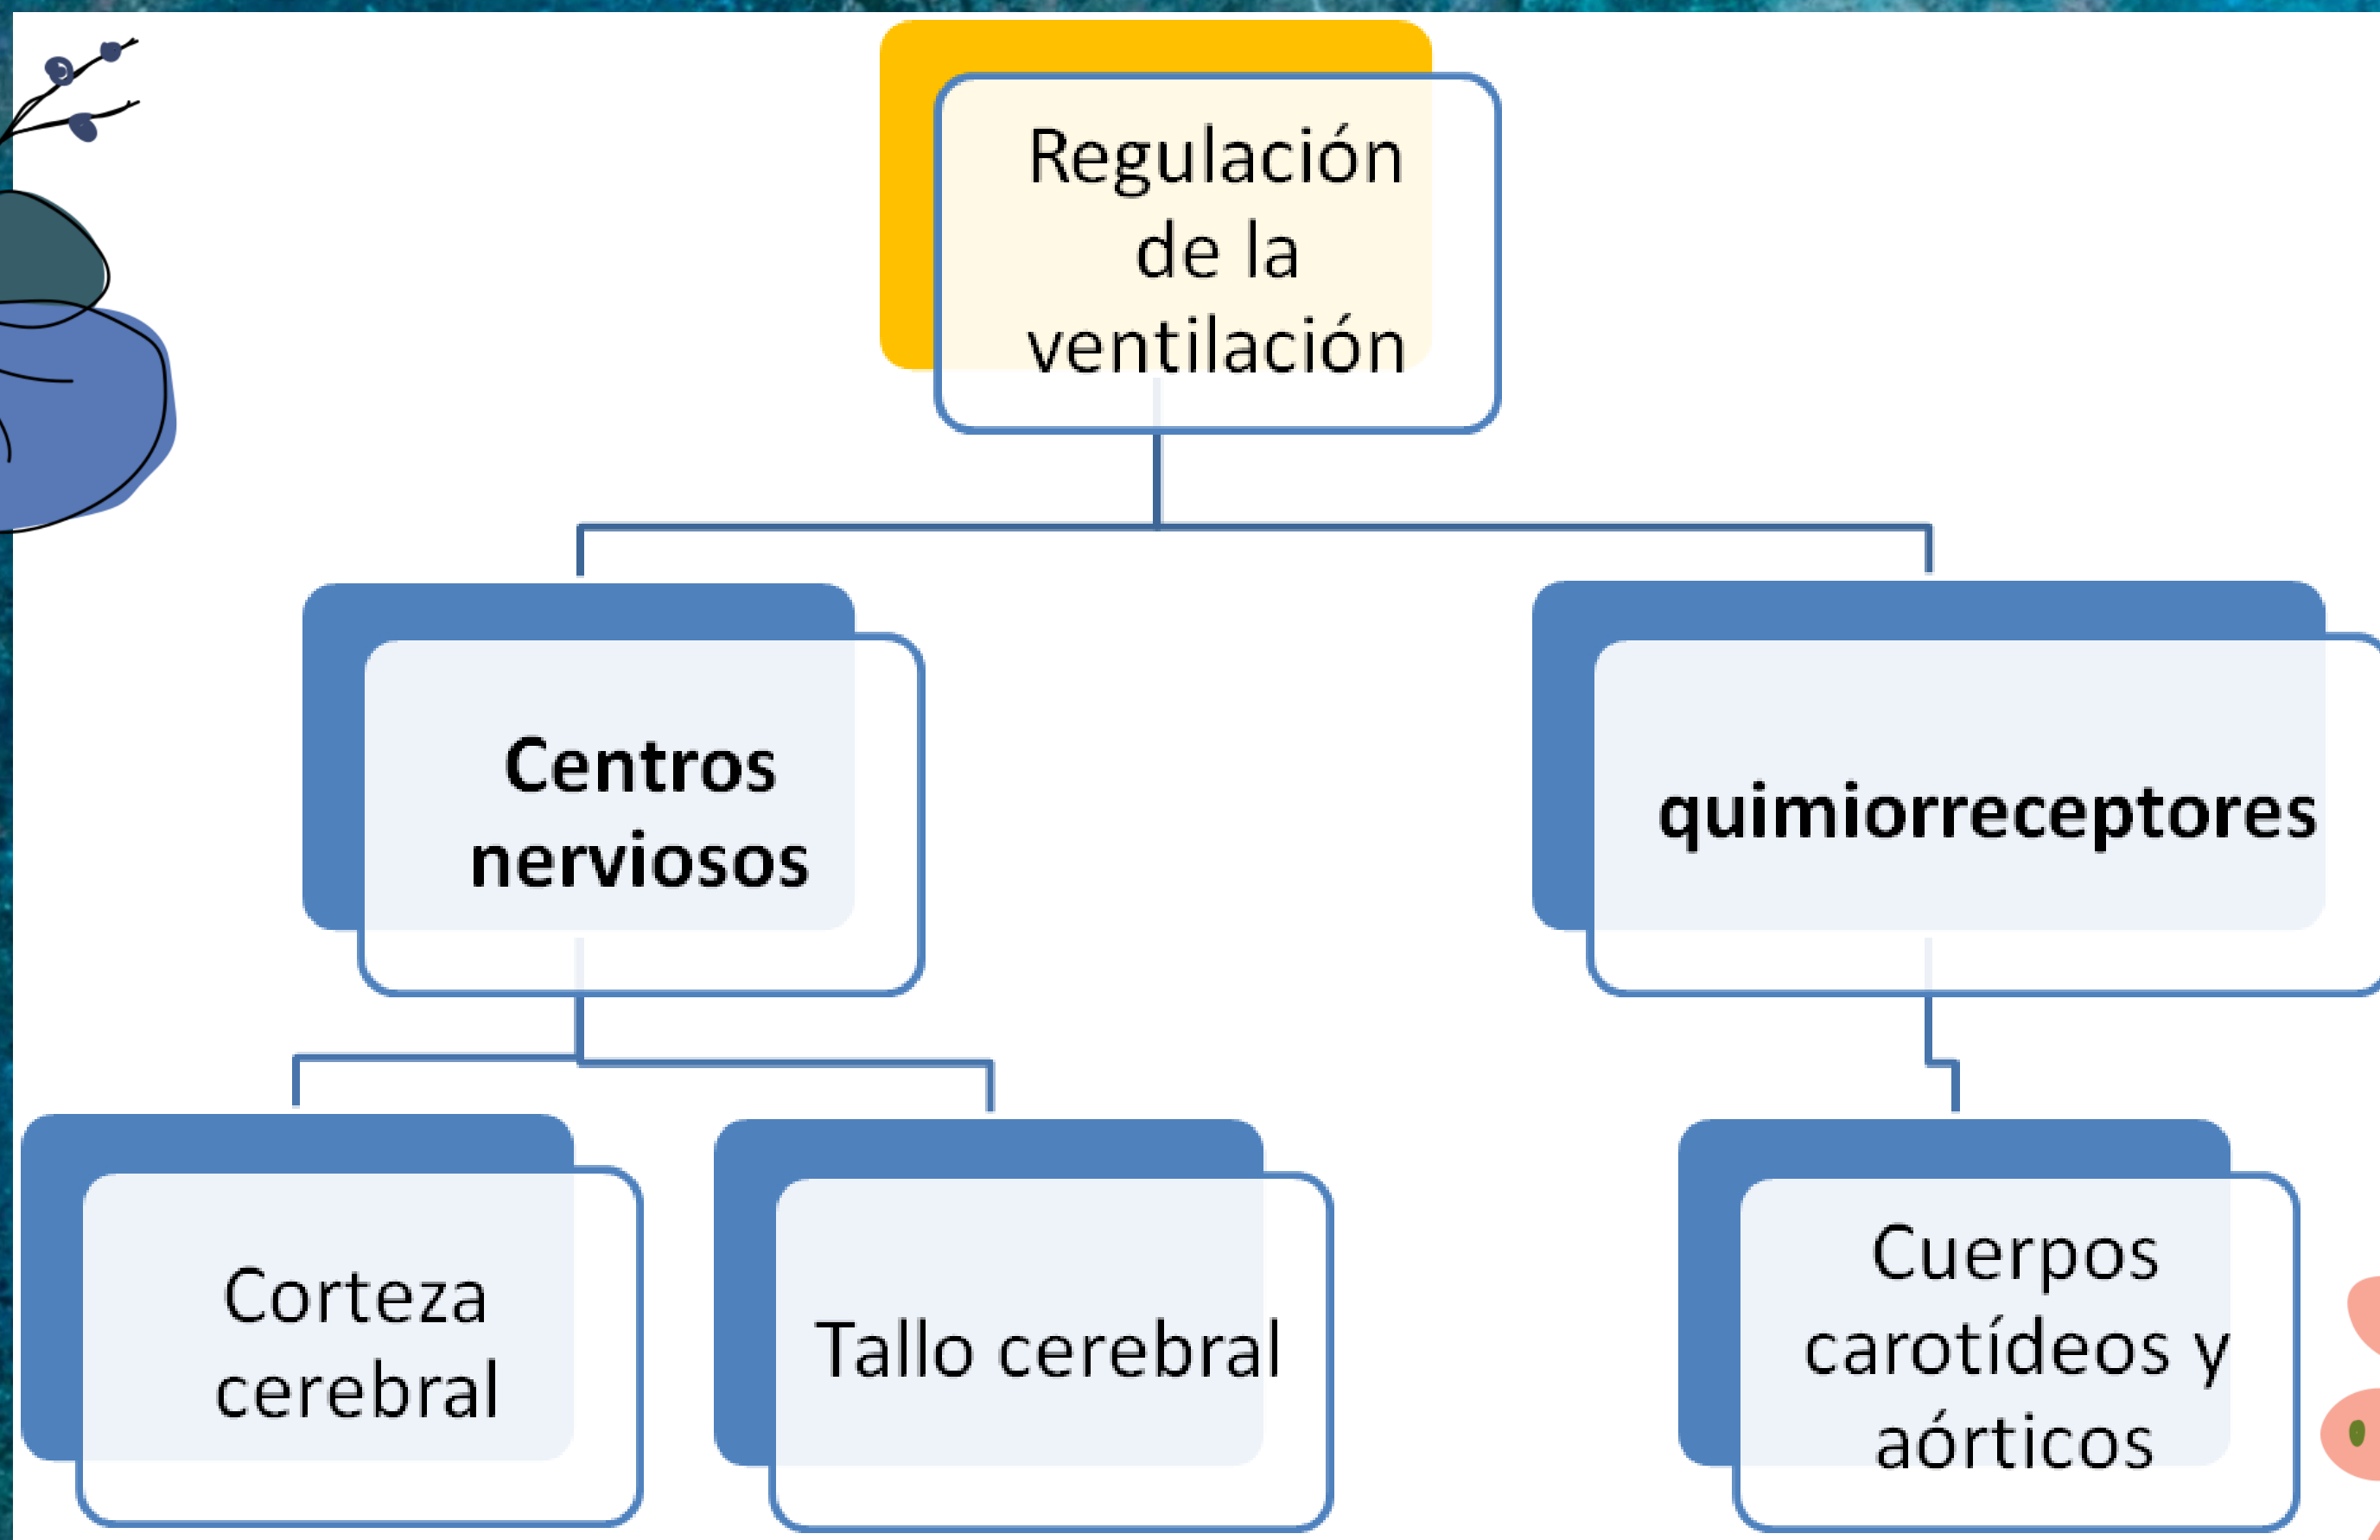 Regulación
de la
ventilación
Centros
nerviosos
quimiorreceptores
Corteza
cerebral
Tallo cerebral
Cuerpos
carotídeos y
aórticos